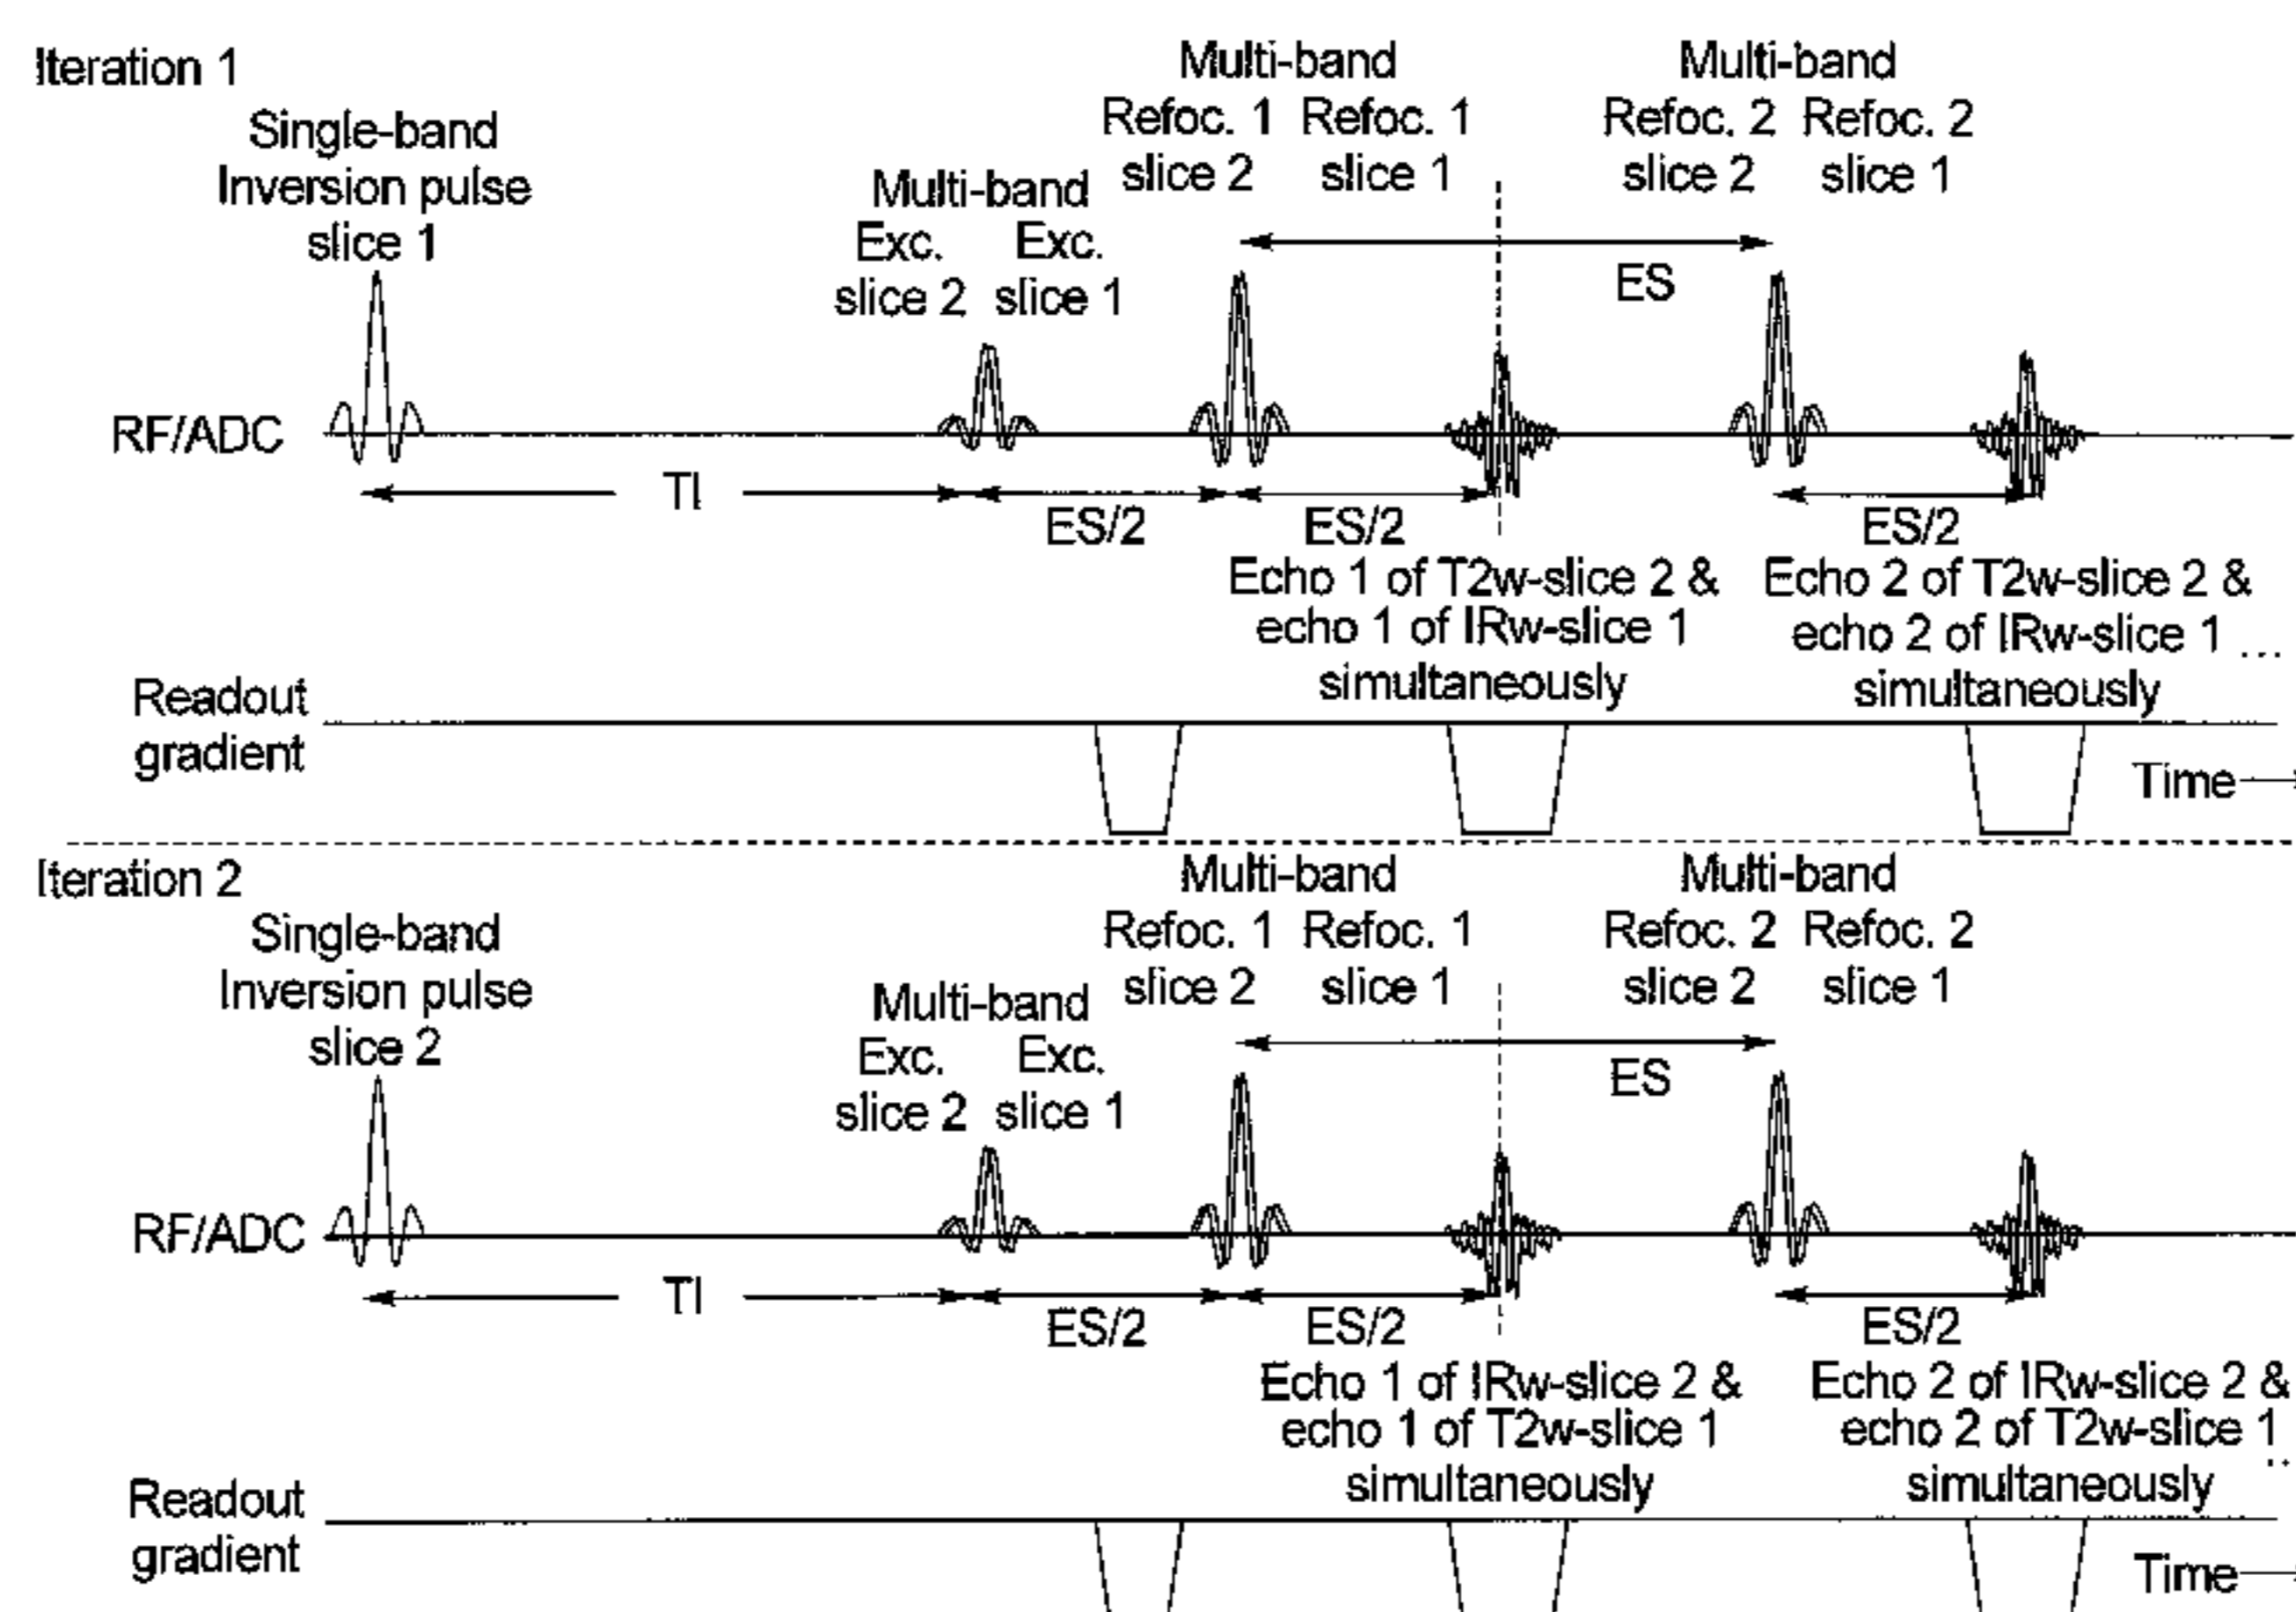 Iteration 1
Single-band
Inversion pulse
slice 1
Multi-band
Exc. Exc.
slice 2 slice 1
Multi-band
Refoc. 1 Refoc. 1
slice 2 slice 1
Multi-band
Refoc. 2 Refoc. 2
slice 2 slice 1
ES
RF/ADC
TI
ES/2
ES/2
ES/2
Echo 1 of T2w-slice 2 &
echo 1 of IRw-slice 1
simultaneously
Echo 2 of T2w-slice 2 &
echo 2 of IRw-slice 1 ...
simultaneously
Readout
gradient
Time
Iteration 2
Single-band
Inversion pulse
slice 2
Multi-band
Exc. Exc.
slice 2 slice 1
Multi-band
Refoc. 1 Refoc. 1
slice 2 slice 1
Multi-band
Refoc. 2 Refoc. 2
slice 2 slice 1
ES
RF/ADC
TI
ES/2
ES/2
ES/2
Echo 1 of IRw-slice 2 &
echo 1 of T2w-slice 1
simultaneously
Echo 2 of IRw-slice 2 &
echo 2 of T2w-slice 1 ..
simultaneously
Readout
gradient
Time